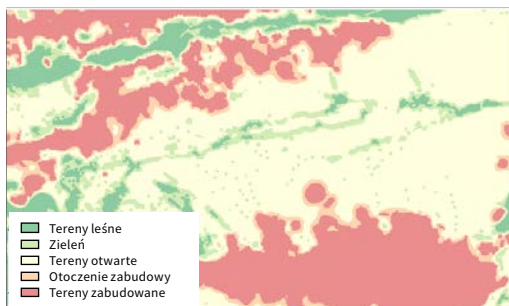 Tereny leśne
Zieleń
Tereny otwarte
Otoczenie zabudowy
Tereny zabudowane